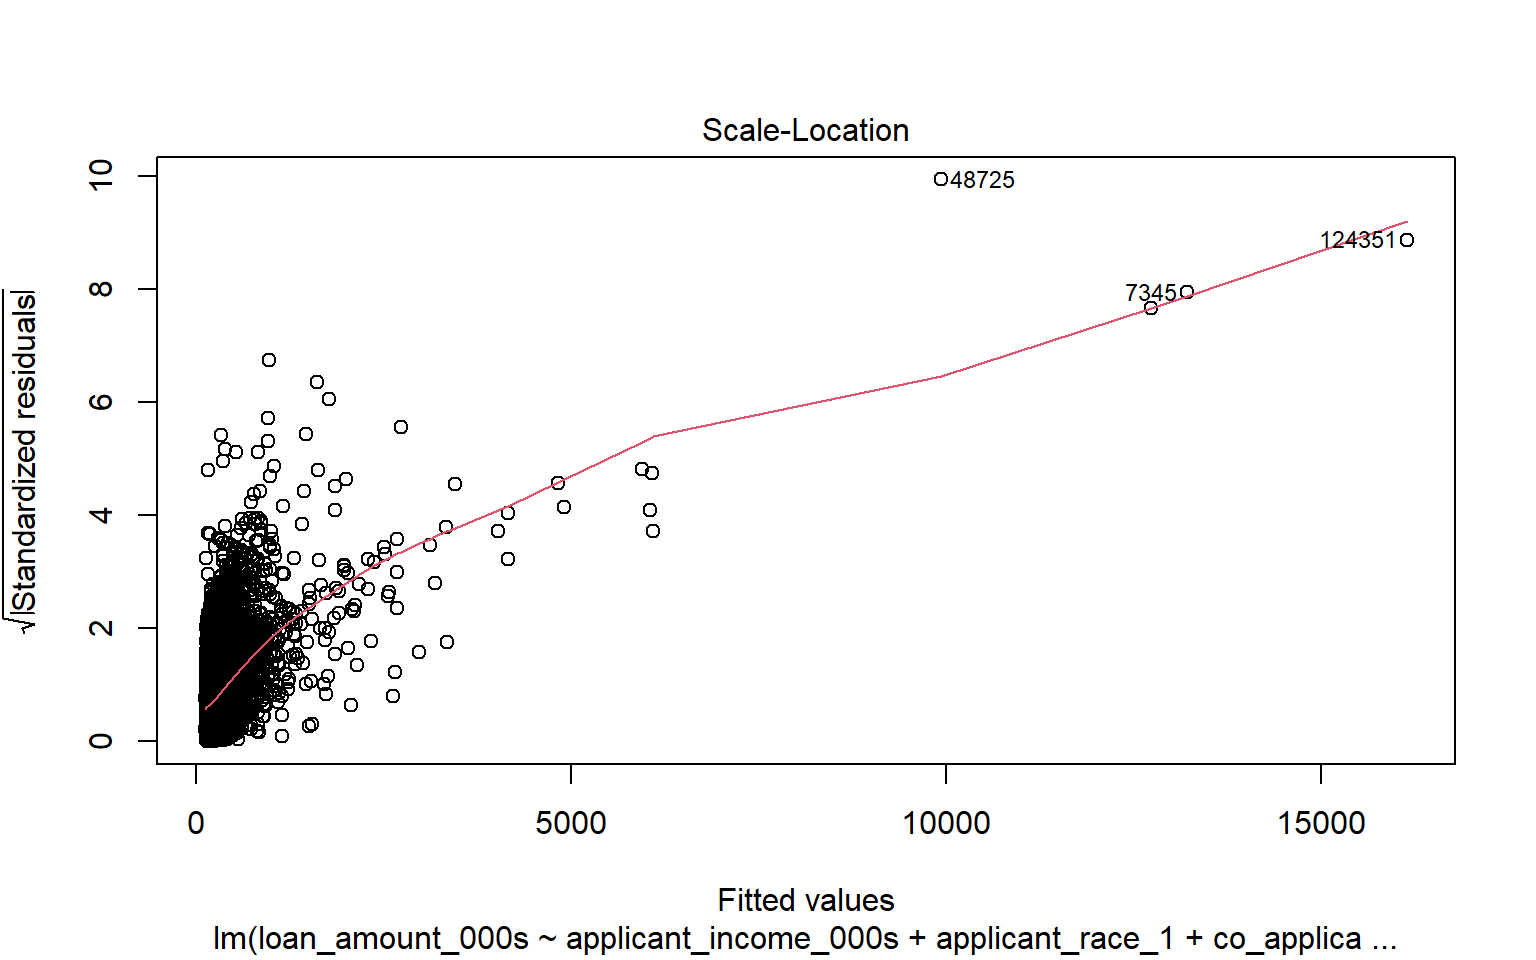 Scale-Location
√|Standardized residuals|
10
8
6
4
2
0
48725
124351
7345
0 5000 10000 15000
Fitted values
lm(loan_amount_000s ~ applicant_income_000s + applicant_race_1 + co_applica ...